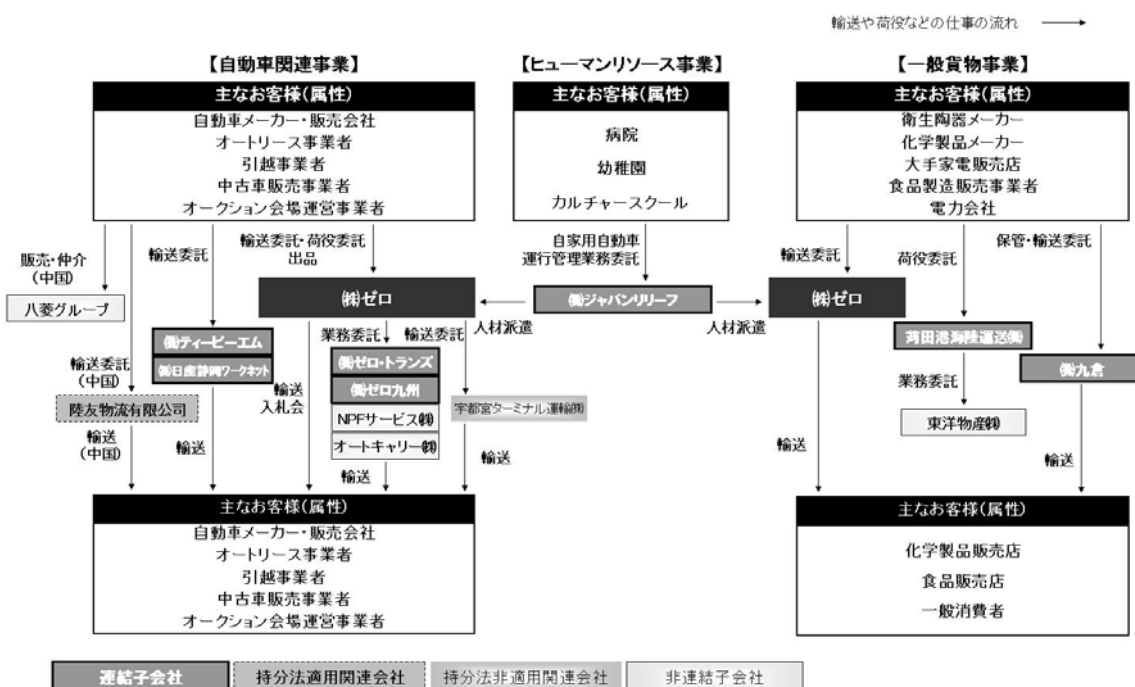 輸送や荷役などの仕事の流れ
【自動車関連事業】
主なお客様(属性)
自動車メーカー・販売会社
オートリース事業者
引越事業者
中古車販売事業者
オークション会場運営事業者
【ヒューマンリソース事業】
主なお客様(属性)
病院
幼稚園
カルチャースクール
【一般貨物事業】
主なお客様(属性)
衛生陶器メーカー
化学製品メーカー
大手家電販売店
食品製造販売事業者
電力会社
販売・仲介
(中国)
輸送委託
輸送委託・荷役委託
出品
自家用自動車
運行管理業務委託
輸送委託
荷役委託
保管・輸送委託
八菱グループ
㈱ゼロ
㈱ジャパンリリーフ
㈱ゼロ
人材派遣
人材派遣
㈱ティービーエム
㈱日産静岡ワークネット
業務委託
輸送委託
㈱ゼロ・トランズ
㈱ゼロ九州
NPFサービス㈱
オートキャリー㈱
宇都宮ターミナル運輸㈱
苅田港海陸運送㈱
業務委託
東洋物産㈱
㈱九倉
輸送委託
(中国)
陸友物流有限公司
輸送
(中国)
輸送
輸送
入札会
輸送
輸送
輸送
輸送
主なお客様(属性)
自動車メーカー・販売会社
オートリース事業者
引越事業者
中古車販売事業者
オークション会場運営事業者
主なお客様(属性)
化学製品販売店
食品販売店
一般消費者
連結子会社
持分法適用関連会社
持分法非適用関連会社
非連結子会社